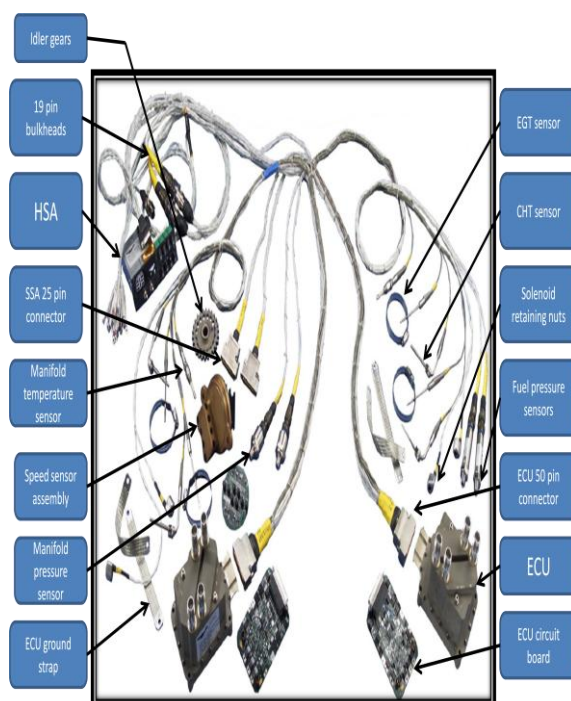 Idler gears
19 pin
bulkheads
HSA
SSA 25 pin
connector
Manifold
temperature
sensor
Speed sensor
assembly
Manifold
pressure
sensor
ECU ground
strap
EGT sensor
CHT sensor
Solenoid
retaining nuts
Fuel pressure
sensors
ECU 50 pin
connector
ECU
ECU circuit
board